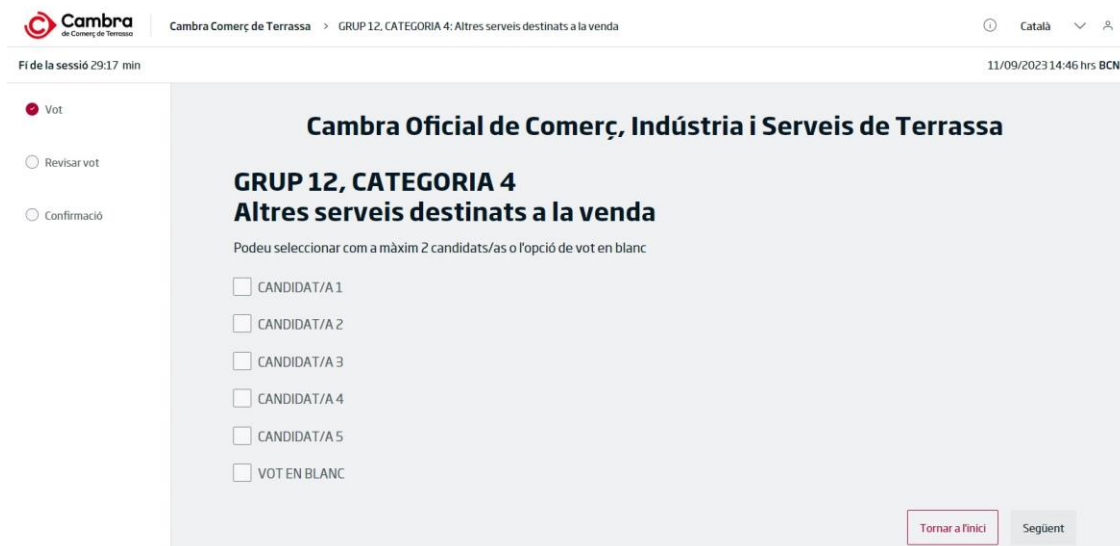 Cambra
de Comerç de Terrassa
Cambra Comerç de Terrassa > GRUP 12, CATEGORIA 4: Altres serveis destinats a la venda
Català
Fí de la sessió 29:17 min
11/09/2023 14:46 hrs BCN
Vot
Revisar vot
Confirmació
Cambra Oficial de Comerç, Indústria i Serveis de Terrassa
GRUP 12, CATEGORIA 4
Altres serveis destinats a la venda
Podeu seleccionar com a màxim 2 candidats/as o l'opció de vot en blanc
CANDIDAT/A 1
CANDIDAT/A 2
CANDIDAT/A 3
CANDIDAT/A 4
CANDIDAT/A 5
VOT EN BLANC
Tornar a l'inici
Següent